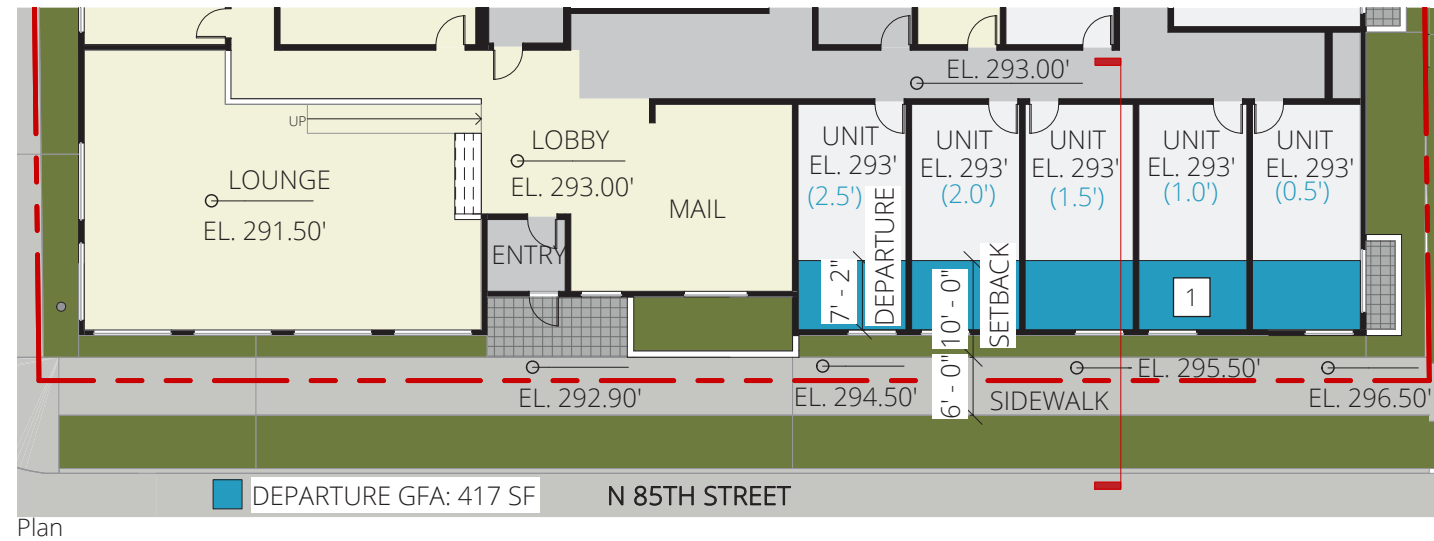 EL. 293.00'
UP
LOBBY
EL. 293.00'
LOUNGE
EL. 291.50'
MAIL
ENTRY
UNIT
EL. 293'
(2.5')
UNIT
EL. 293'
(2.0')
UNIT
EL. 293'
(1.5')
UNIT
EL. 293'
(1.0')
UNIT
EL. 293'
(0.5')
7' - 2"
DEPARTURE
10' - 0"
SETBACK
1
6' - 0"
SIDEWALK
EL. 292.90'
EL. 294.50'
EL. 295.50'
EL. 296.50'
DEPARTURE GFA: 417 SF
N 85TH STREET
Plan